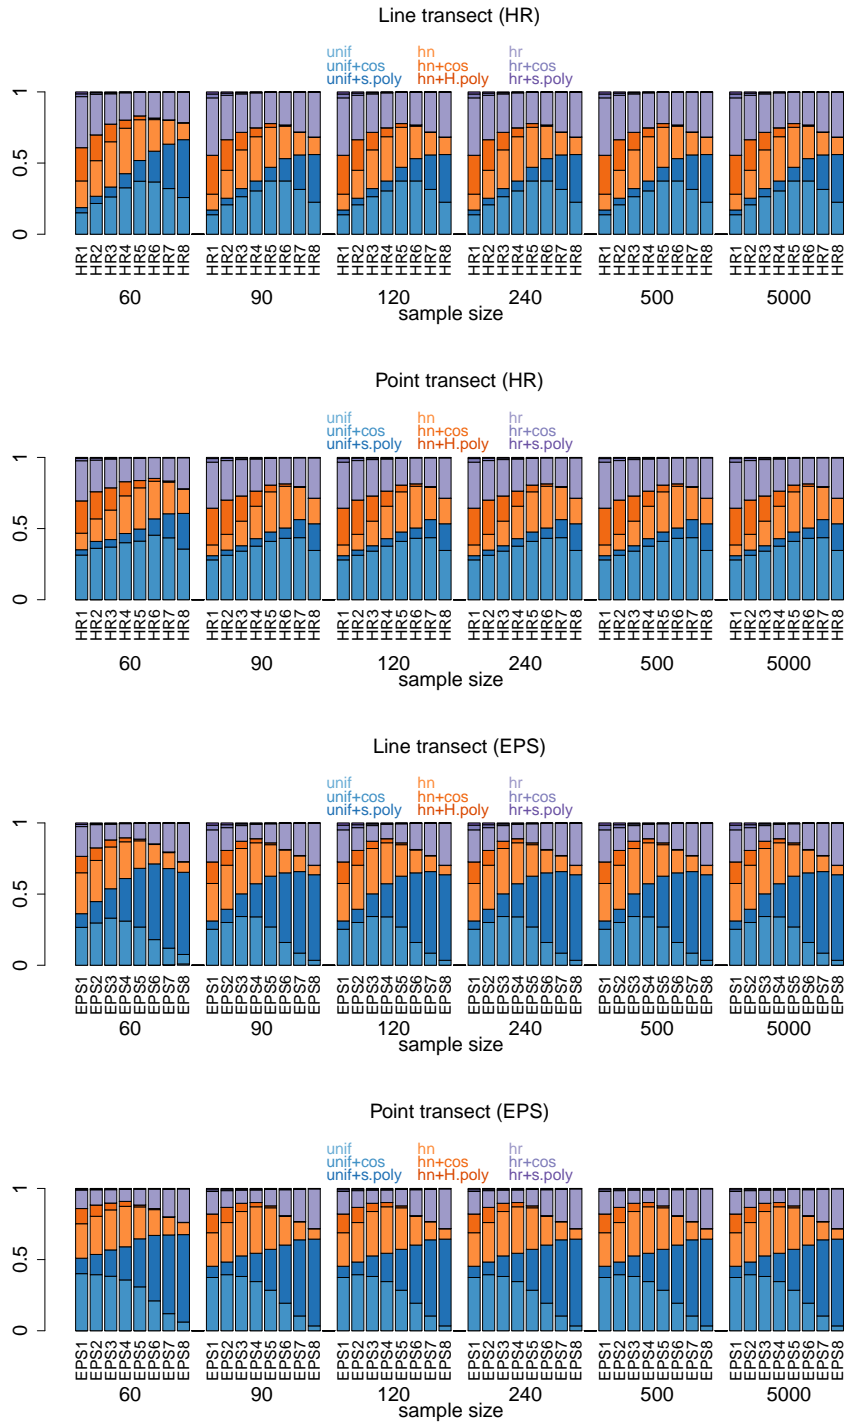 Line transect (HR)
unif hn hr
unif+cos hn+cos hr+cos
unif+s.poly hn+H.poly hr+s.poly
1
0.5
0
HR1 HR2 HR3 HR4 HR5 HR6 HR7 HR8 HR1 HR2 HR3 HR4 HR5 HR6 HR7 HR8 HR1 HR2 HR3 HR4 HR5 HR6 HR7 HR8 HR1 HR2 HR3 HR4 HR5 HR6 HR7 HR8 HR1 HR2 HR3 HR4 HR5 HR6 HR7 HR8 HR1 HR2 HR3 HR4 HR5 HR6 HR7 HR8
60 90 120 240 500 5000
sample size
Point transect (HR)
unif hn hr
unif+cos hn+cos hr+cos
unif+s.poly hn+H.poly hr+s.poly
1
0.5
0
HR1 HR2 HR3 HR4 HR5 HR6 HR7 HR8 HR1 HR2 HR3 HR4 HR5 HR6 HR7 HR8 HR1 HR2 HR3 HR4 HR5 HR6 HR7 HR8 HR1 HR2 HR3 HR4 HR5 HR6 HR7 HR8 HR1 HR2 HR3 HR4 HR5 HR6 HR7 HR8 HR1 HR2 HR3 HR4 HR5 HR6 HR7 HR8
60 90 120 240 500 5000
sample size
Line transect (EPS)
unif hn hr
unif+cos hn+cos hr+cos
unif+s.poly hn+H.poly hr+s.poly
1
0.5
0
EPS1 EPS2 EPS3 EPS4 EPS5 EPS6 EPS7 EPS8 EPS1 EPS2 EPS3 EPS4 EPS5 EPS6 EPS7 EPS8 EPS1 EPS2 EPS3 EPS4 EPS5 EPS6 EPS7 EPS8 EPS1 EPS2 EPS3 EPS4 EPS5 EPS6 EPS7 EPS8 EPS1 EPS2 EPS3 EPS4 EPS5 EPS6 EPS7 EPS8 EPS1 EPS2 EPS3 EPS4 EPS5 EPS6 EPS7 EPS8
60 90 120 240 500 5000
sample size
Point transect (EPS)
unif hn hr
unif+cos hn+cos hr+cos
unif+s.poly hn+H.poly hr+s.poly
1
0.5
0
EPS1 EPS2 EPS3 EPS4 EPS5 EPS6 EPS7 EPS8 EPS1 EPS2 EPS3 EPS4 EPS5 EPS6 EPS7 EPS8 EPS1 EPS2 EPS3 EPS4 EPS5 EPS6 EPS7 EPS8 EPS1 EPS2 EPS3 EPS4 EPS5 EPS6 EPS7 EPS8 EPS1 EPS2 EPS3 EPS4 EPS5 EPS6 EPS7 EPS8 EPS1 EPS2 EPS3 EPS4 EPS5 EPS6 EPS7 EPS8
60 90 120 240 500 5000
sample size